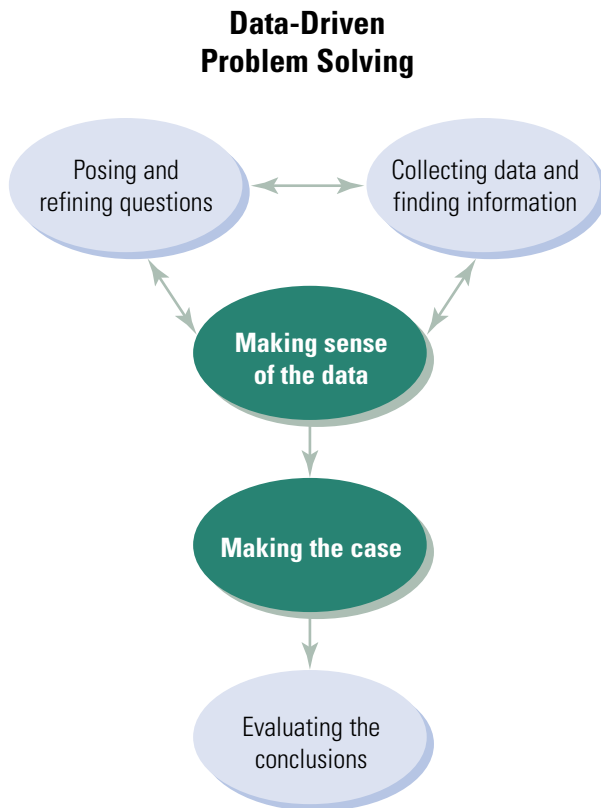 Data-Driven
Problem Solving
Posing and
refining questions
Collecting data and
finding information
Making sense
of the data
Making the case
Evaluating the
conclusions